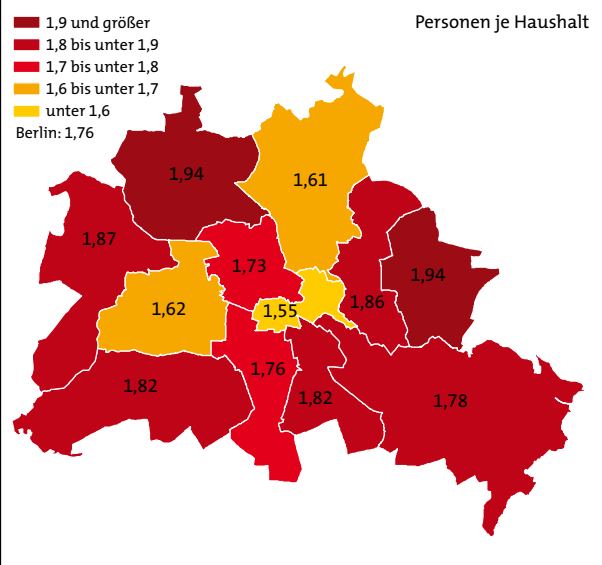 Personen je Haushalt
1,9 und größer
1,8 bis unter 1,9
1,7 bis unter 1,8
1,6 bis unter 1,7
unter 1,6
Berlin: 1,76
1,94
1,61
1,87
1,73
1,94
1,86
1,62
1,55
1,76
1,82
1,82
1,78